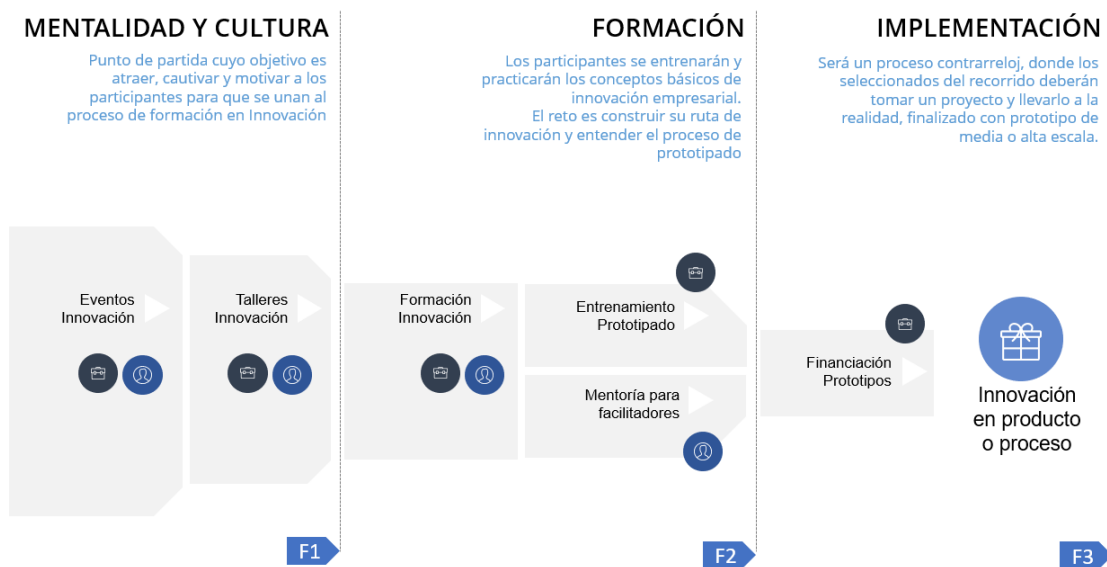 MENTALIDAD Y CULTURA
Punto de partida cuyo objetivo es
atraer, cautivar y motivar a los
participantes para que se unan al
proceso de formación en Innovación
FORMACIÓN
Los participantes se entrenarán y
practicarán los conceptos básicos de
innovación empresarial.
El reto es construir su ruta de
innovación y entender el proceso de
prototipado
IMPLEMENTACIÓN
Será un proceso contrarreloj, donde los
seleccionados del recorrido deberán
tomar un proyecto y llevarlo a la
realidad, finalizado con prototipo de
media o alta escala.
Eventos
Innovación
Talleres
Innovación
Formación
Innovación
Entrenamiento
Prototipado
Mentoría para
facilitadores
Financiación
Prototipos
Innovación
en producto
o proceso
F1
F2
F3